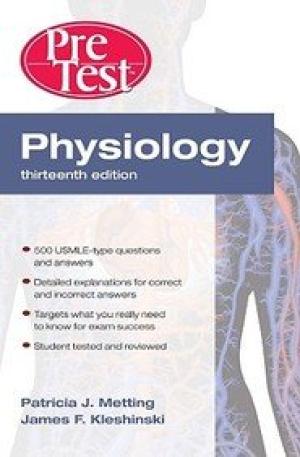 Pre
Test
Physiology
thirteenth edition
500 USMLE-type questions
and answers
Detailed explanations for correct
and incorrect answers
Targets what you really need
to know for exam success
Student tested and reviewed
Patricia J. Metting
James F. Kleshinski